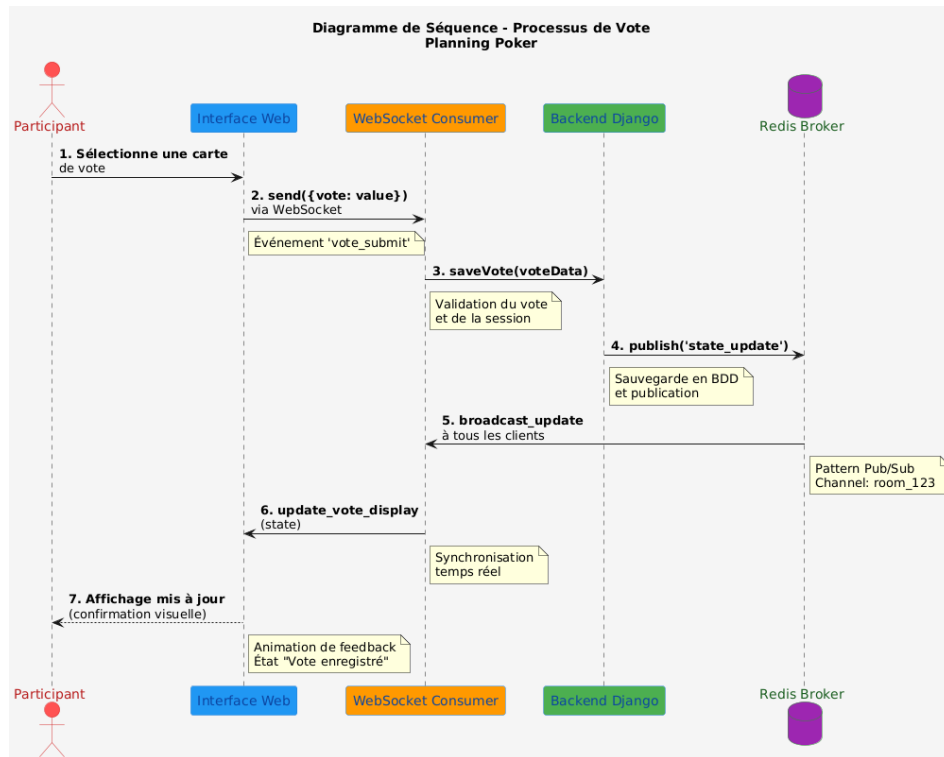 Diagramme de Séquence - Processus de Vote
Planning Poker
Participant
Interface Web
WebSocket Consumer
Backend Django
Redis Broker
1. Sélectionne une carte
de vote
2. send({vote: value})
via WebSocket
Événement 'vote_submit'
3. saveVote(voteData)
Validation du vote
et de la session
4. publish('state_update')
Sauvegarde en BDD
et publication
5. broadcast_update
à tous les clients
Pattern Pub/Sub
Channel: room_123
6. update_vote_display
(state)
Synchronisation
temps réel
7. Affichage mis à jour
(confirmation visuelle)
Animation de feedback
État "Vote enregistré"
Participant
Interface Web
WebSocket Consumer
Backend Django
Redis Broker